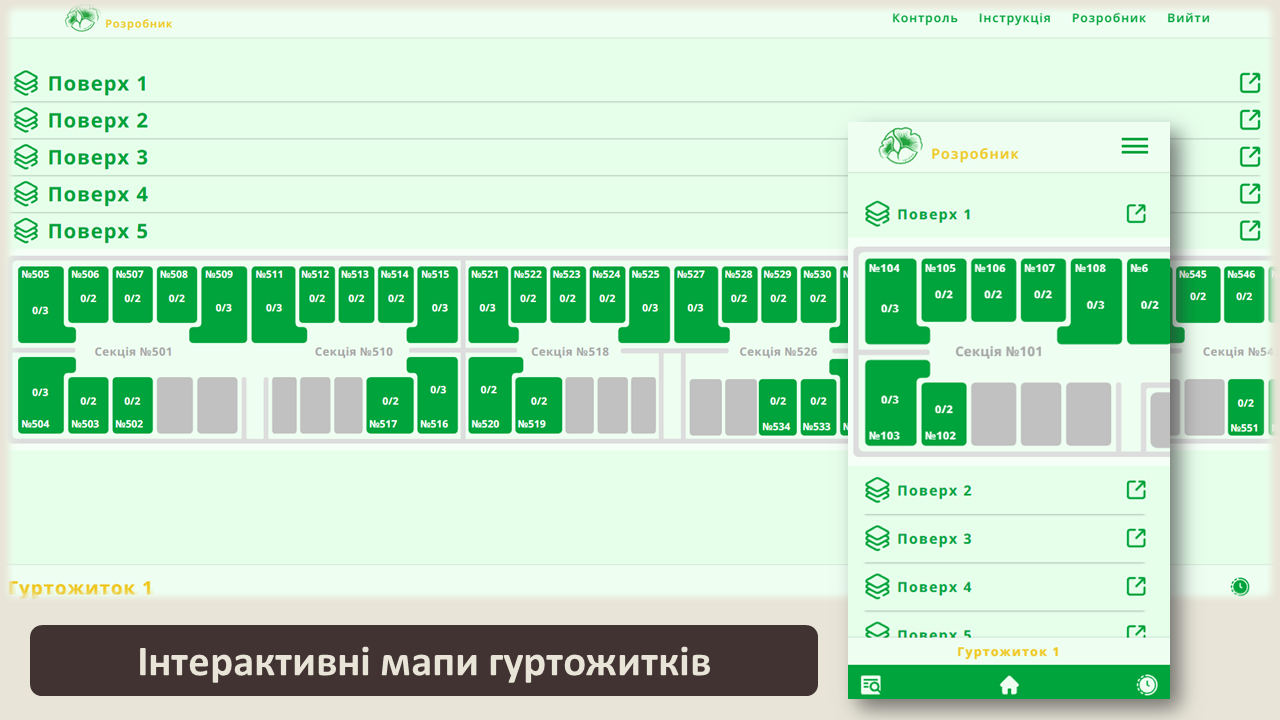 Розробник
Контроль Інструкція Розробник Вийти
Поверх 1
Поверх 2
Поверх 3
Поверх 4
Поверх 5
№505 №506 №507 №508 №509 №511 №512 №513 №514 №515 №521 №522 №523 №524 №525 №527 №528 №529 №530
0/3 0/2 0/2 0/2 0/3 0/3 0/2 0/2 0/2 0/3 0/3 0/2 0/2 0/2 0/3 0/3 0/2 0/2 0/2
Секція №501 Секція №510 Секція №518 Секція №526
0/3 0/2 0/2 0/2 0/3 0/2 0/2 0/2 0/2
№504 №503 №502 №517 №516 №520 №519 №534 №533
№545 №546
0/2 0/2
Секція №54
0/2
№551
Гуртожиток 1
Розробник
Поверх 1
№104 №105 №106 №107 №108 №6
0/3 0/2 0/2 0/2 0/3 0/2
Секція №101
0/3 0/2
№103 №102
Поверх 2
Поверх 3
Поверх 4
Поверх 5
Гуртожиток 1
Інтерактивні мапи гуртожитків